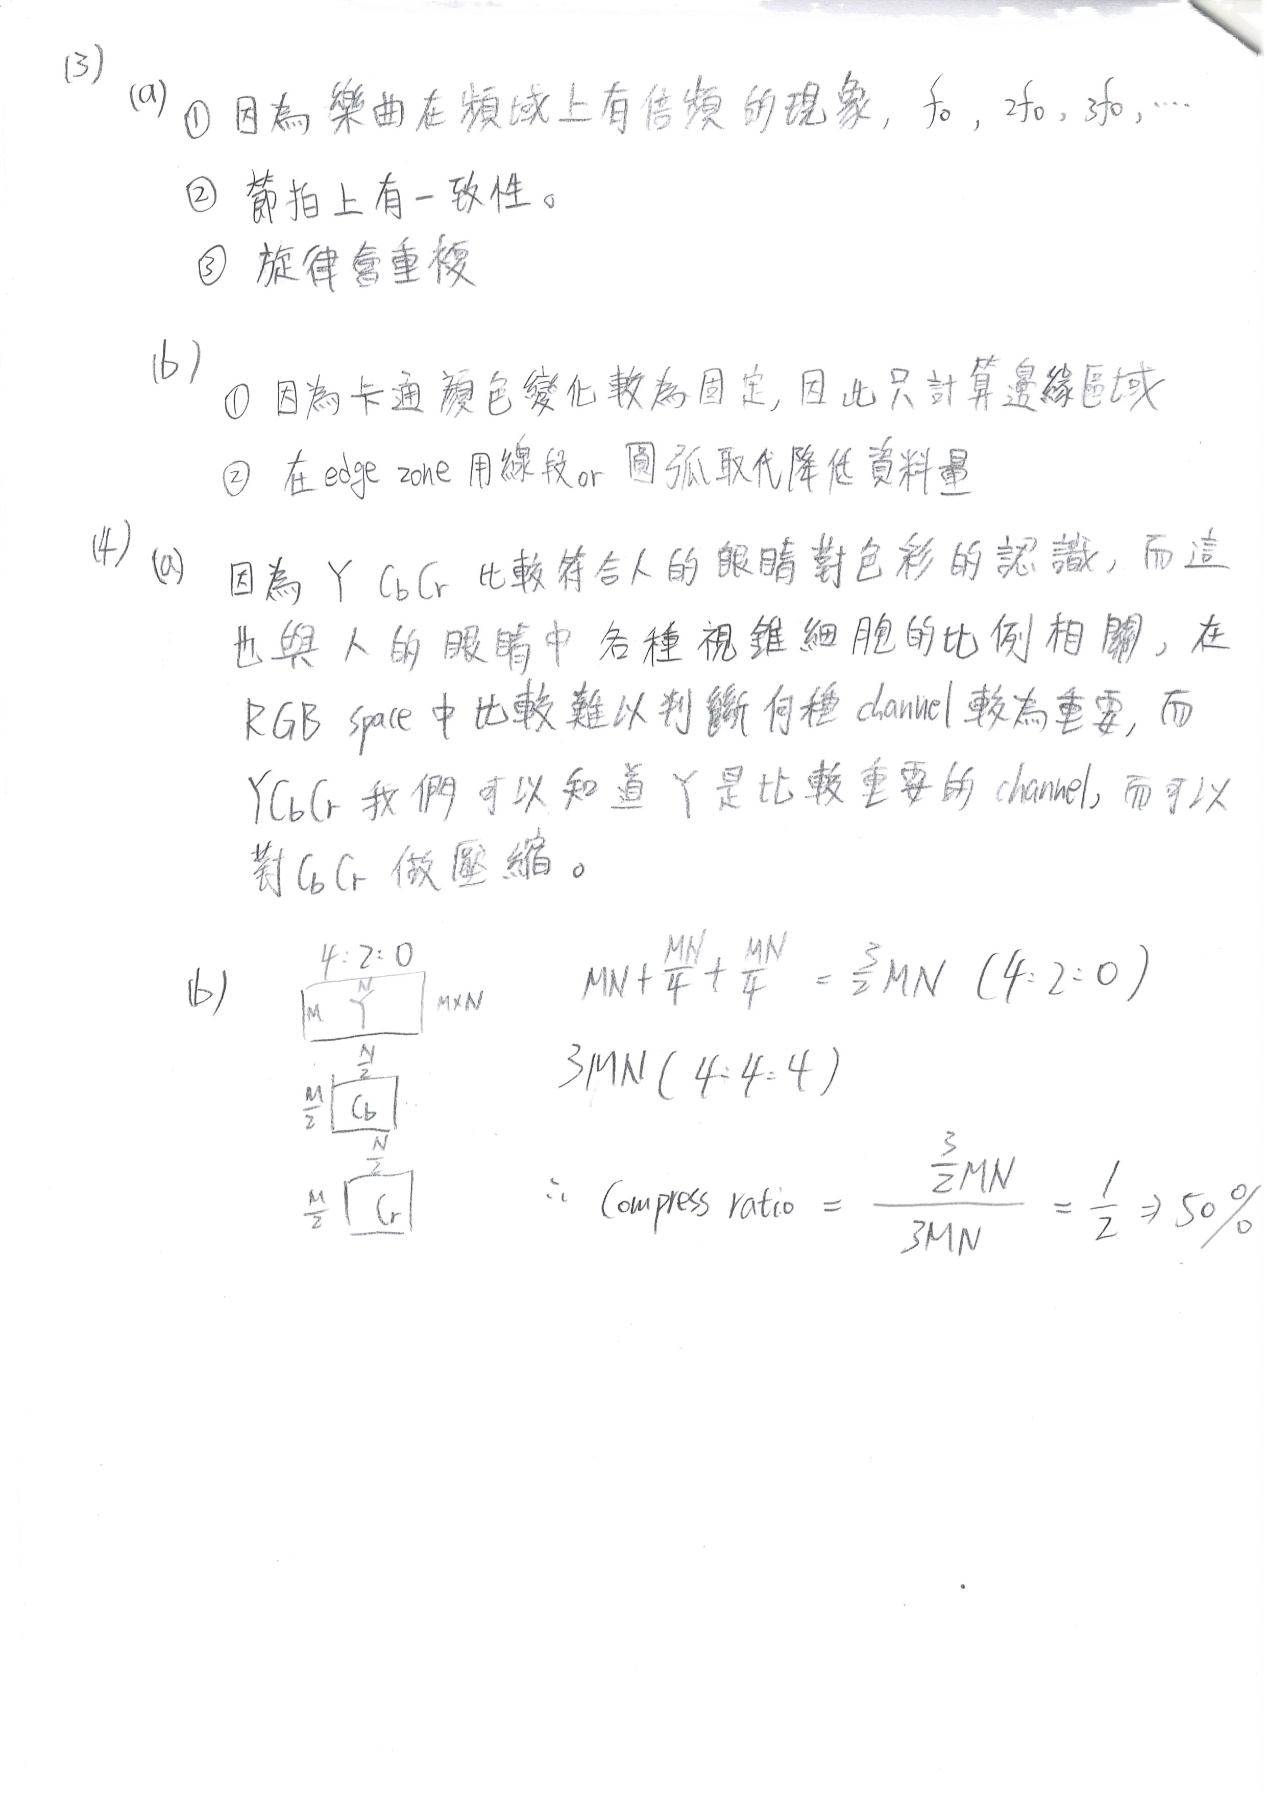 (3)
(a) ① 因為樂曲在頻域上有倍頻的現象, f₀, 2f₀, 3f₀, ....
② 節拍上有一致性。
③ 旋律會重複
(b) ① 因為卡通顏色變化較為固定, 因此只計算邊緣區域
② 在 edge zone 用線段 or 圓弧取代降低資料量
(4) (a) 因為 Y CbCr 比較符合人的眼睛對色彩的認識, 而這
也與人的眼睛中各種視錐細胞的比例相關, 在
RGB space 中比較難以判斷何種 channel 較為重要, 而
YCbCr 我們可以知道 Y 是比較重要的 channel, 而可以
對 CbCr 做壓縮。
(b) 4:2:0
N
M Y M×N
N/2
M/2 Cb
N/2
M/2 Cr
MN + MN/4 + MN/4 = 3/2 MN (4:2:0)
3MN (4:4:4)
∴ Compress ratio = (3/2 MN)/(3MN) = 1/2 ⇒ 50%